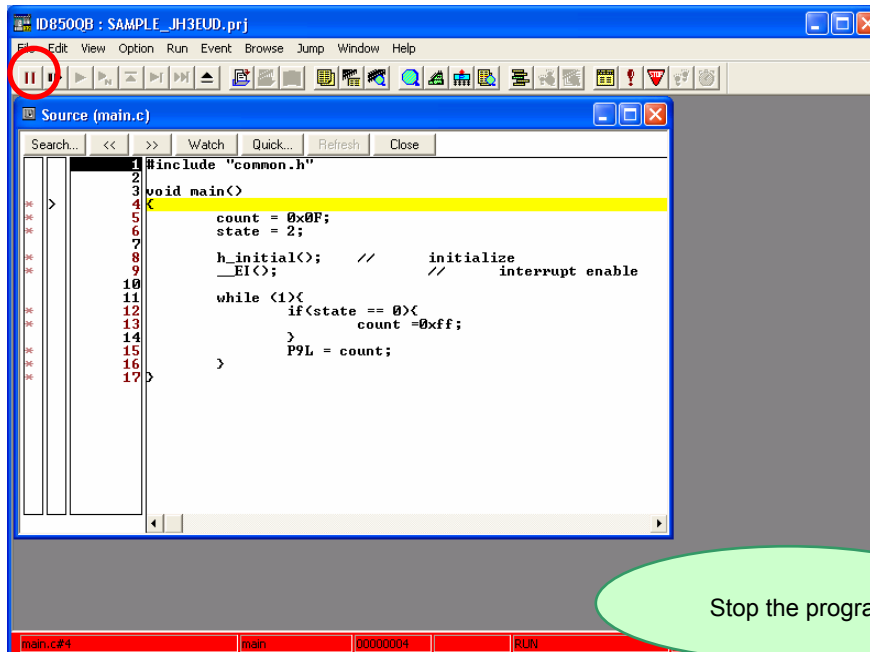 ID850QB : SAMPLE_JH3EUD.prj
File Edit View Option Run Event Browse Jump Window Help
Source (main.c)
Search... << >> Watch Quick... Refresh Close
1 #include "common.h"
2
3 void main()
* > 4 {
* 5 count = 0x0F;
* 6 state = 2;
7
* 8 h_initial(); // initialize
* 9 __EI(); // interrupt enable
10
11 while (1){
* 12 if(state == 0){
* 13 count =0xff;
14 }
* 15 P9L = count;
* 16 }
* 17 }
Stop the progra
main.c#4 main 00000004 RUN